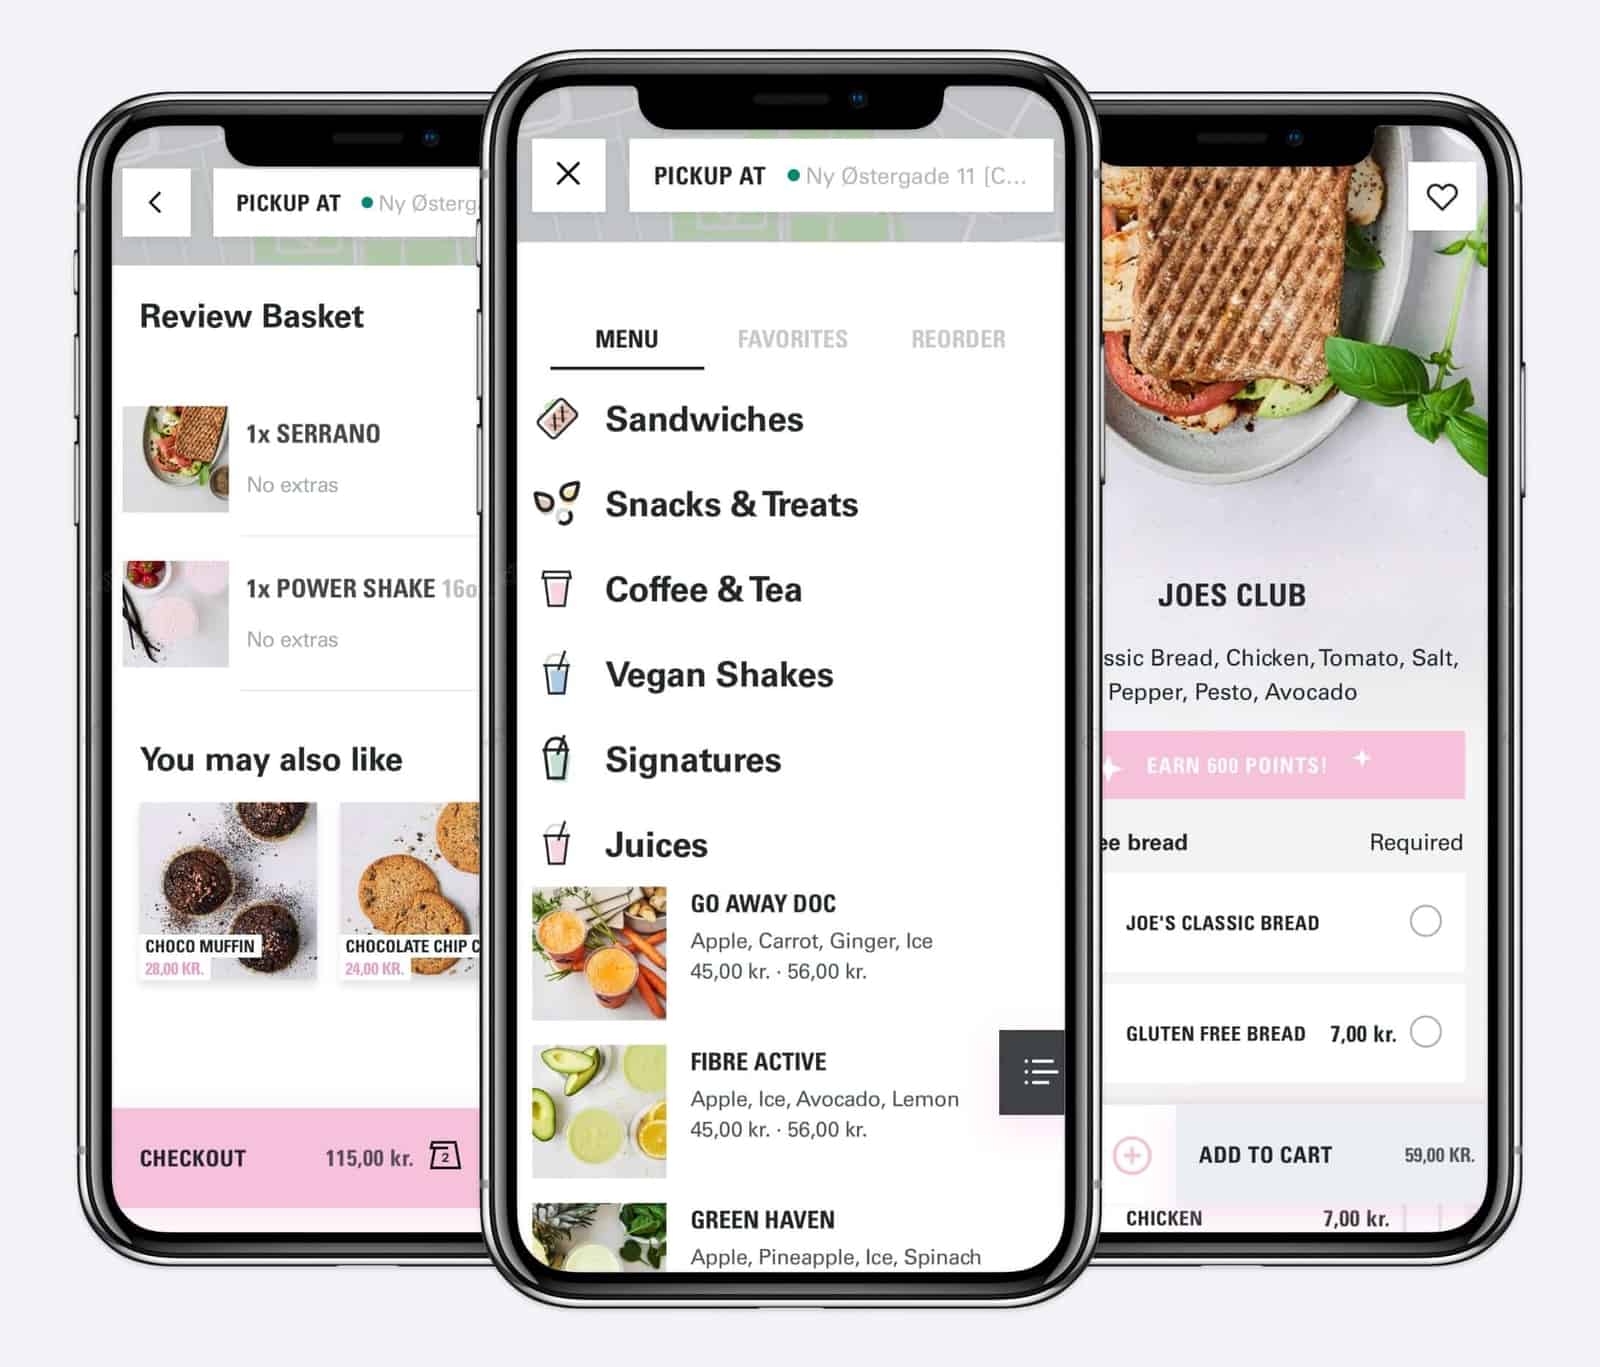 PICKUP AT Ny Østerg
Review Basket
1x SERRANO
No extras
1x POWER SHAKE 16o
No extras
You may also like
CHOCO MUFFIN
28,00 KR.
CHOCOLATE CHIP C
24,00 KR.
CHECKOUT 115,00 kr. 2
PICKUP AT Ny Østergade 11 [C...
MENU FAVORITES REORDER
Sandwiches
Snacks & Treats
Coffee & Tea
Vegan Shakes
Signatures
Juices
GO AWAY DOC
Apple, Carrot, Ginger, Ice
45,00 kr. · 56,00 kr.
FIBRE ACTIVE
Apple, Ice, Avocado, Lemon
45,00 kr. · 56,00 kr.
GREEN HAVEN
Apple, Pineapple, Ice, Spinach
JOES CLUB
ssic Bread, Chicken, Tomato, Salt,
Pepper, Pesto, Avocado
EARN 600 POINTS!
ee bread Required
JOE'S CLASSIC BREAD
GLUTEN FREE BREAD 7,00 kr.
ADD TO CART 59,00 KR.
CHICKEN 7,00 kr.